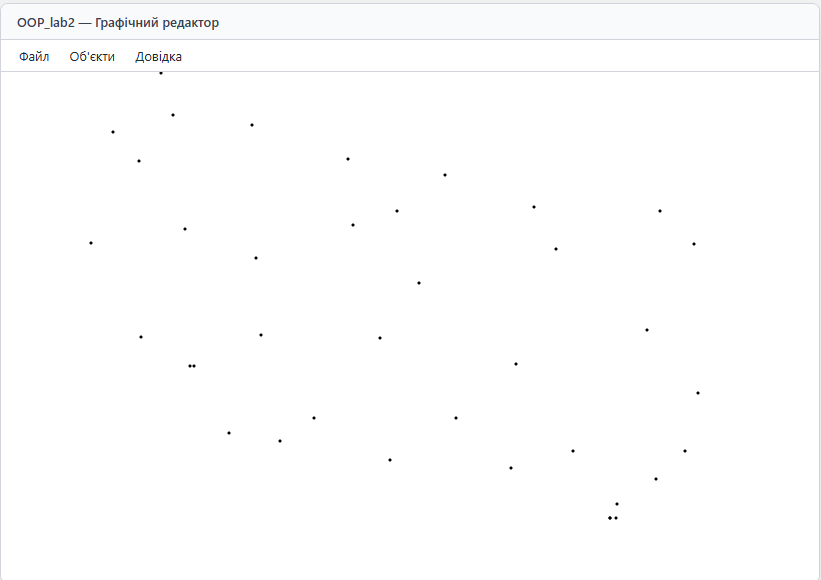 OOP_lab2 — Графічний редактор
Файл Об'єкти Довідка